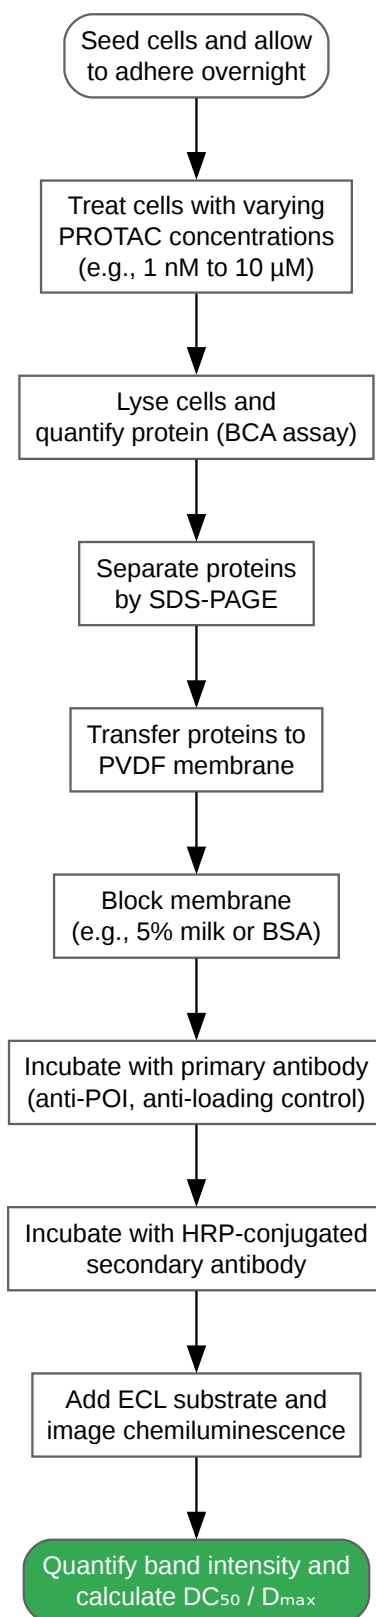 Seed cells and allow
to adhere overnight
Treat cells with varying
PROTAC concentrations
(e.g., 1 nM to 10 µM)
Lyse cells and
quantify protein (BCA assay)
Separate proteins
by SDS-PAGE
Transfer proteins to
PVDF membrane
Block membrane
(e.g., 5% milk or BSA)
Incubate with primary antibody
(anti-POI, anti-loading control)
Incubate with HRP-conjugated
secondary antibody
Add ECL substrate and
image chemiluminescence
Quantify band intensity and
calculate DC₅₀ / Dₘₐₓ